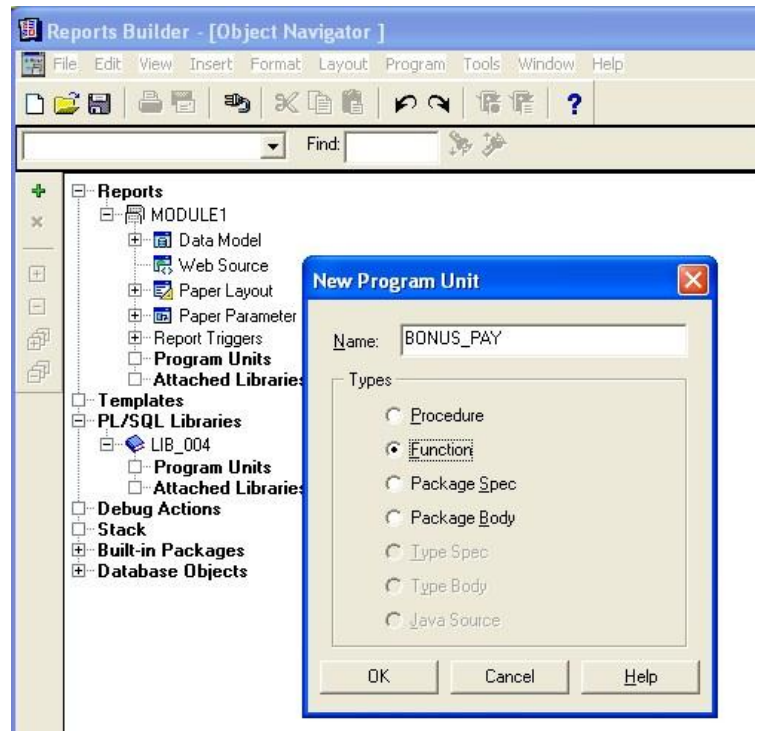 Reports Builder - [Object Navigator ]
File Edit View Insert Format Layout Program Tools Window Help
?
Find:
Reports
MODULE1
Data Model
Web Source
Paper Layout
Paper Parameter
Report Triggers
Program Units
Attached Libraries
Templates
PL/SQL Libraries
LIB_004
Program Units
Attached Libraries
Debug Actions
Stack
Built-in Packages
Database Objects
New Program Unit
Name: BONUS_PAY
Types
Procedure
Function
Package Spec
Package Body
Type Spec
Type Body
Java Source
OK Cancel Help